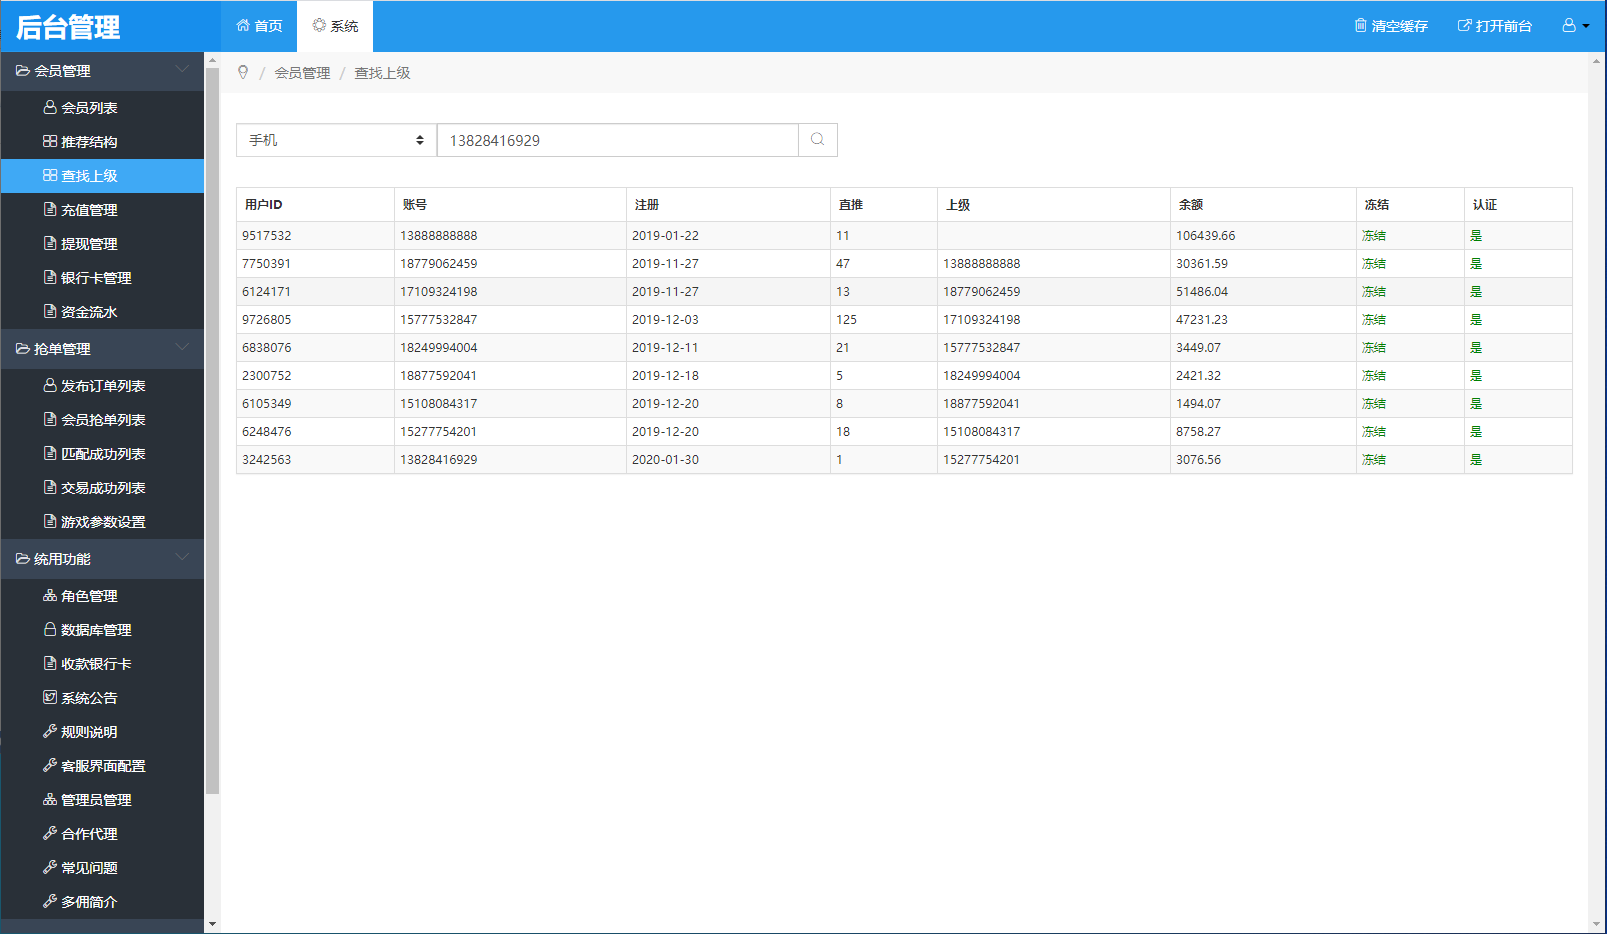 后台管理
首页
系统
清空缓存
打开前台
会员管理
会员列表
推荐结构
查找上级
充值管理
提现管理
银行卡管理
资金流水
抢单管理
发布订单列表
会员抢单列表
匹配成功列表
交易成功列表
游戏参数设置
统用功能
角色管理
数据库管理
收款银行卡
系统公告
规则说明
客服界面配置
管理员管理
合作代理
常见问题
多佣简介
/ 会员管理 / 查找上级
手机 13828416929
用户ID 账号 注册 直推 上级 余额 冻结 认证
9517532 13888888888 2019-01-22 11 106439.66 冻结 是
7750391 18779062459 2019-11-27 47 13888888888 30361.59 冻结 是
6124171 17109324198 2019-11-27 13 18779062459 51486.04 冻结 是
9726805 15777532847 2019-12-03 125 17109324198 47231.23 冻结 是
6838076 18249994004 2019-12-11 21 15777532847 3449.07 冻结 是
2300752 18877592041 2019-12-18 5 18249994004 2421.32 冻结 是
6105349 15108084317 2019-12-20 8 18877592041 1494.07 冻结 是
6248476 15277754201 2019-12-20 18 15108084317 8758.27 冻结 是
3242563 13828416929 2020-01-30 1 15277754201 3076.56 冻结 是